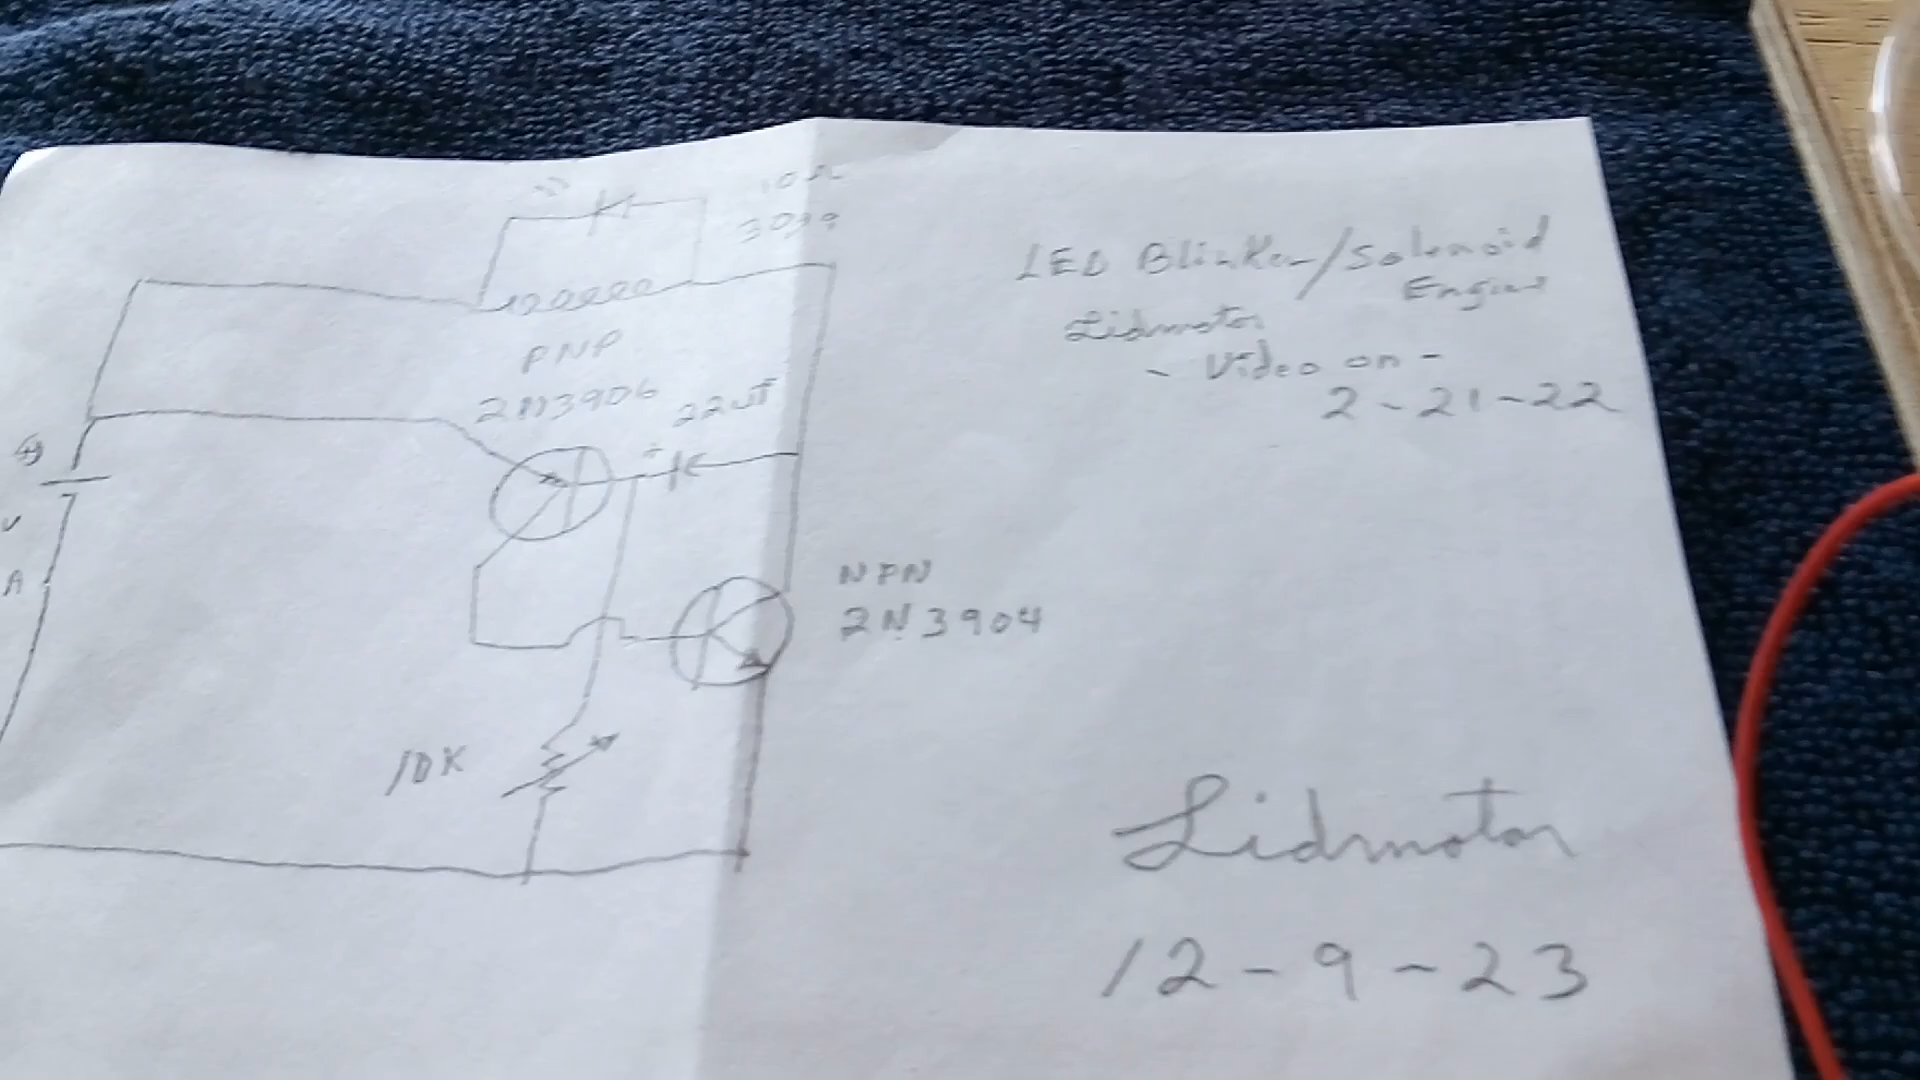 10Ω
30ga
LED Blinker/Solenoid
Engine
Lidmotor
- Video on -
2-21-22
PNP
2N3906
22uf
+
+
V
A
NPN
2N3904
10K
Lidmotor
12-9-23